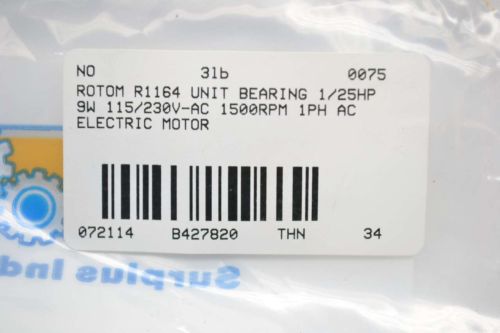 NO 3lb 0075
ROTOM R1164 UNIT BEARING 1/25HP
9W 115/230V-AC 1500RPM 1PH AC
ELECTRIC MOTOR
072114 B427820 THN 34
Surplus Ind